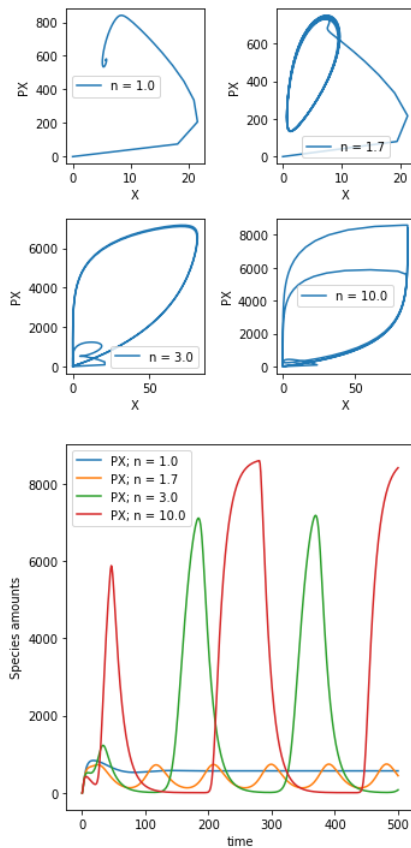 800
600
400
200
0
PX
n = 1.0
0 10 20
X
600
400
200
0
PX
n = 1.7
0 10 20
X
6000
4000
2000
0
PX
n = 3.0
0 50
X
8000
6000
4000
2000
0
PX
n = 10.0
0 50
X
PX; n = 1.0
PX; n = 1.7
PX; n = 3.0
PX; n = 10.0
8000
6000
4000
2000
0
Species amounts
0 100 200 300 400 500
time